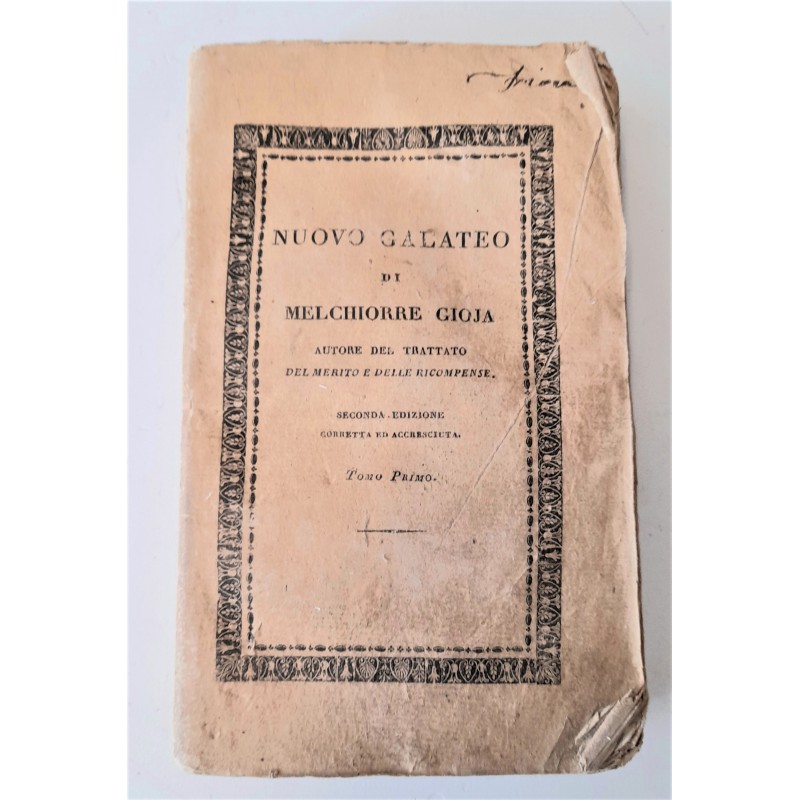 NUOVO GALATEO
DI
MELCHIORRE GIOJA
AUTORE DEL TRATTATO
DEL MERITO E DELLE RICOMPENSE.
SECONDA EDIZIONE
CORRETTA ED ACCRESCIUTA.
TOMO PRIMO.